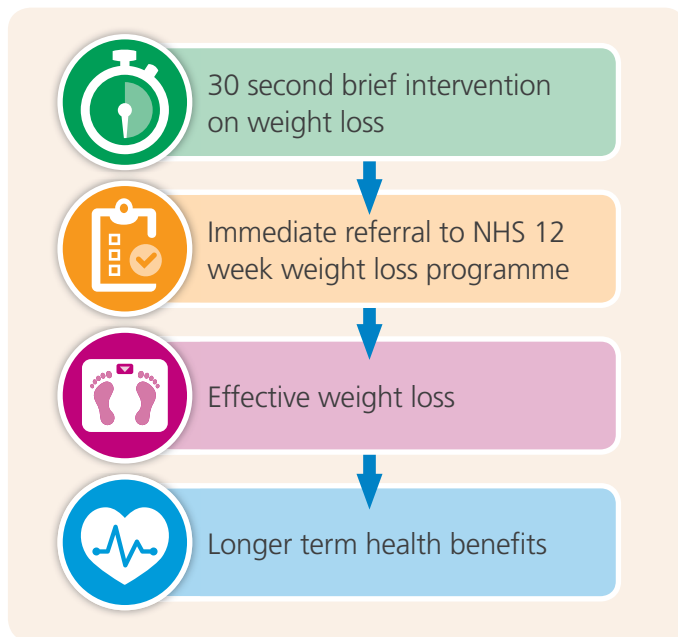 30 second brief intervention
on weight loss
Immediate referral to NHS 12
week weight loss programme
Effective weight loss
Longer term health benefits